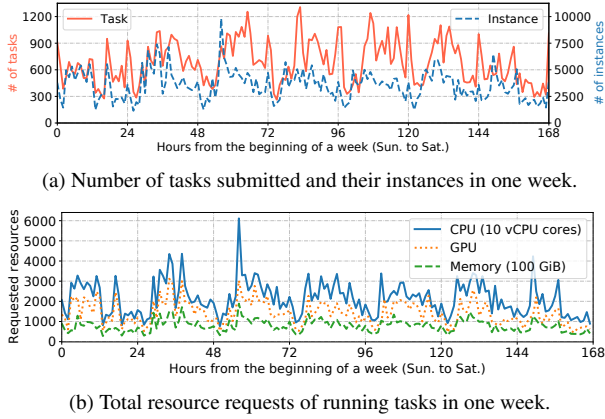 Task
Instance
# of tasks
1200
900
600
300
0
# of instances
10000
7500
5000
2500
0
0 24 48 72 96 120 144 168
Hours from the beginning of a week (Sun. to Sat.)
(a) Number of tasks submitted and their instances in one week.
Requested resources
6000
5000
4000
3000
2000
1000
0
CPU (10 vCPU cores)
GPU
Memory (100 GiB)
0 24 48 72 96 120 144 168
Hours from the beginning of a week (Sun. to Sat.)
(b) Total resource requests of running tasks in one week.